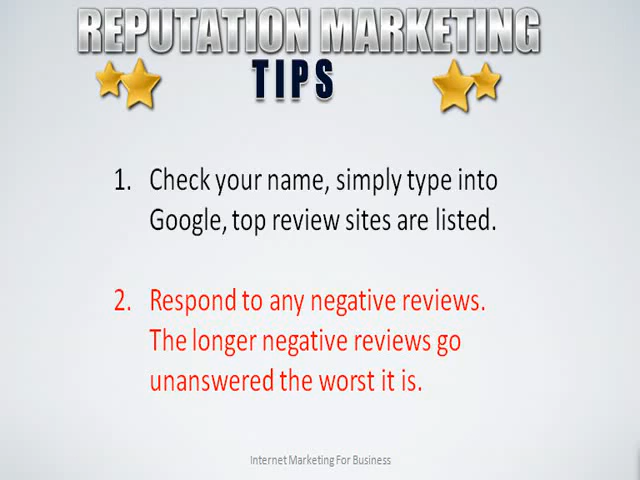 REPUTATION MARKETING
TIPS
1. Check your name, simply type into
Google, top review sites are listed.
2. Respond to any negative reviews.
The longer negative reviews go
unanswered the worst it is.
Internet Marketing For Business